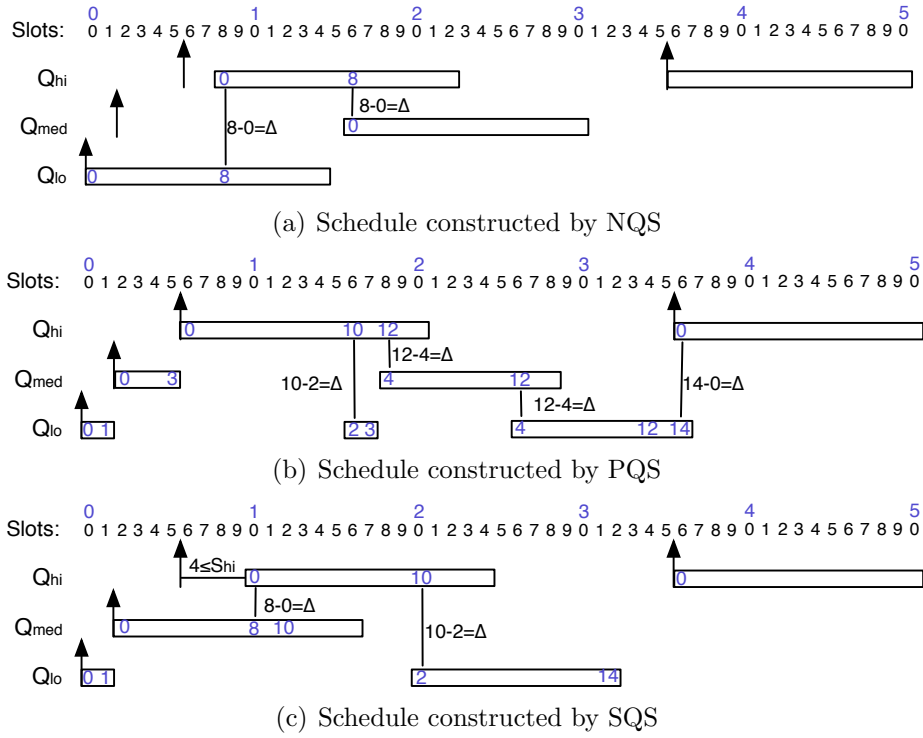 0 1 2 3 4 5
Slots: 0 1 2 3 4 5 6 7 8 9 0 1 2 3 4 5 6 7 8 9 0 1 2 3 4 5 6 7 8 9 0 1 2 3 4 5 6 7 8 9 0 1 2 3 4 5 6 7 8 9 0
Qhi 0 8
8-0=Δ
Qmed 8-0=Δ 0
Qlo 0 8
(a) Schedule constructed by NQS
0 1 2 3 4 5
Slots: 0 1 2 3 4 5 6 7 8 9 0 1 2 3 4 5 6 7 8 9 0 1 2 3 4 5 6 7 8 9 0 1 2 3 4 5 6 7 8 9 0 1 2 3 4 5 6 7 8 9 0
Qhi 0 10 12 0
12-4=Δ
Qmed 0 3 10-2=Δ 4 12 14-0=Δ
12-4=Δ
Qlo 0 1 2 3 4 12 14
(b) Schedule constructed by PQS
0 1 2 3 4 5
Slots: 0 1 2 3 4 5 6 7 8 9 0 1 2 3 4 5 6 7 8 9 0 1 2 3 4 5 6 7 8 9 0 1 2 3 4 5 6 7 8 9 0 1 2 3 4 5 6 7 8 9 0
4≤Shi
Qhi 0 10 0
8-0=Δ
Qmed 0 8 10 10-2=Δ
Qlo 0 1 2 14
(c) Schedule constructed by SQS